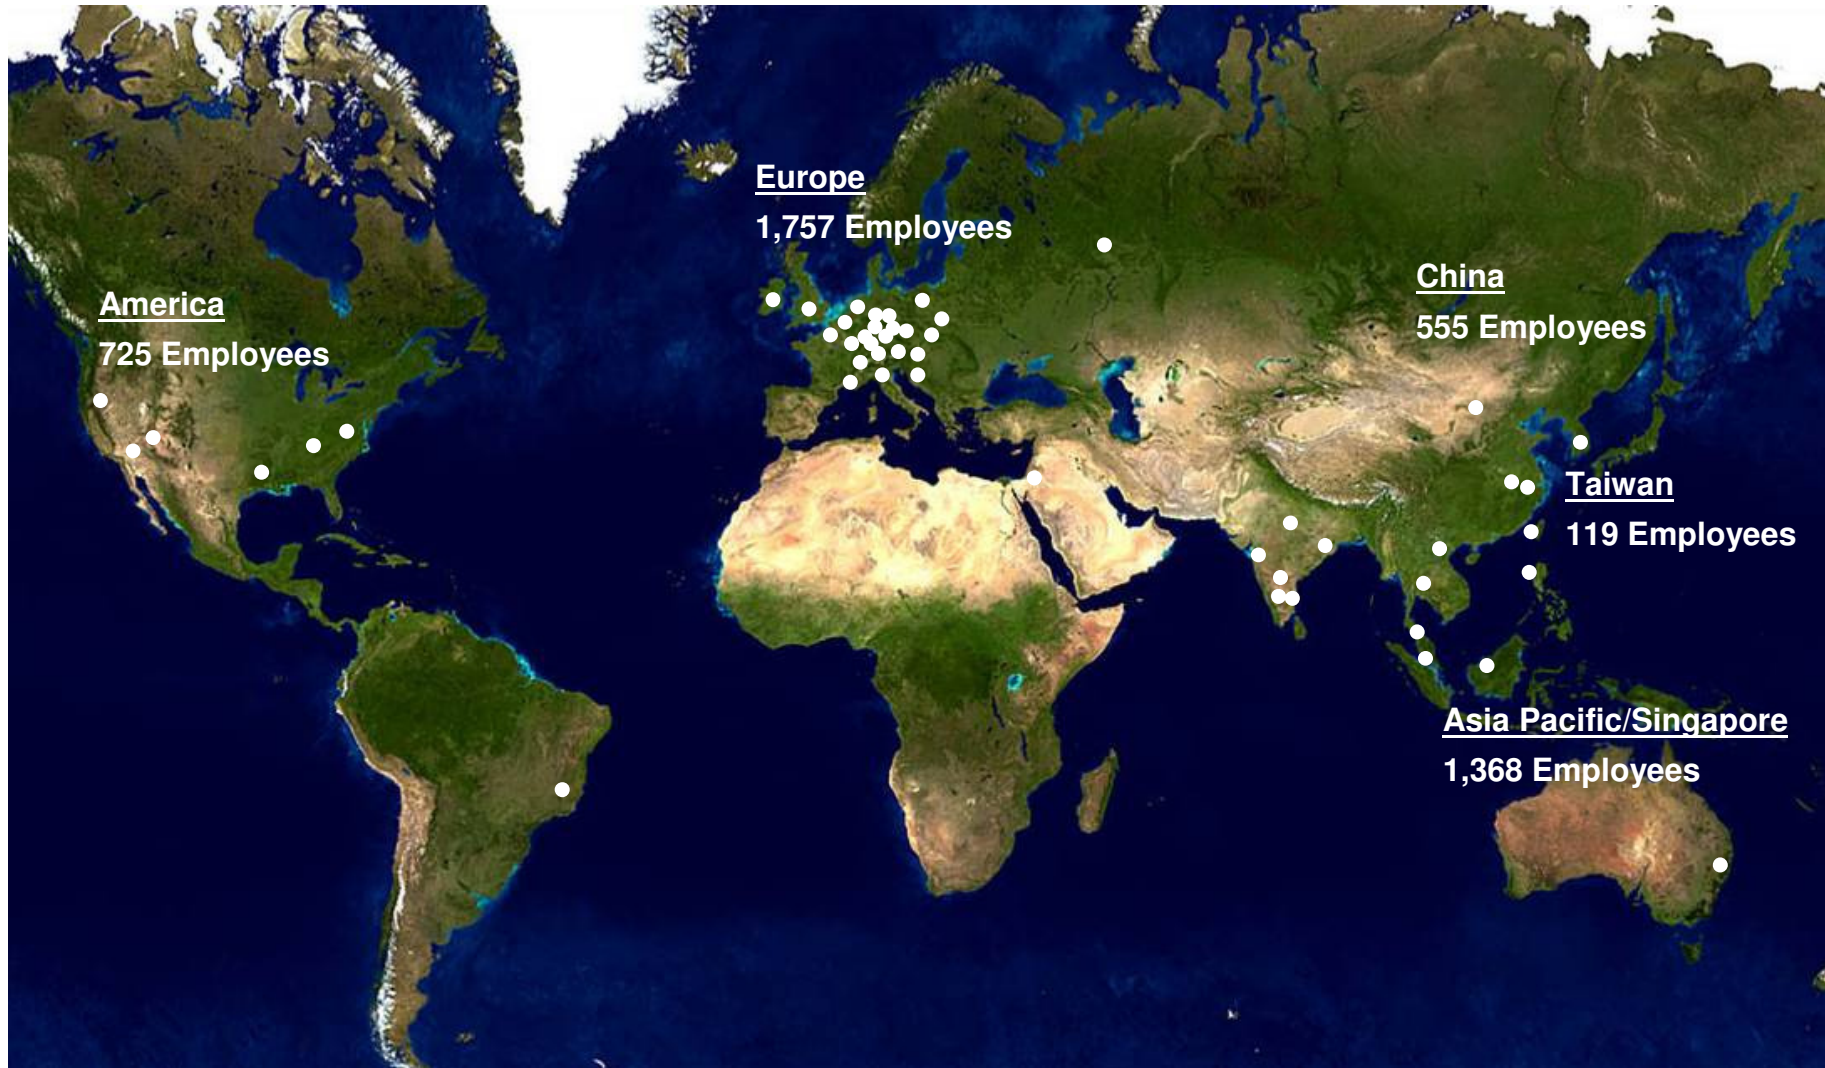 Europe
1,757 Employees
America
725 Employees
China
555 Employees
Taiwan
119 Employees
Asia Pacific/Singapore
1,368 Employees